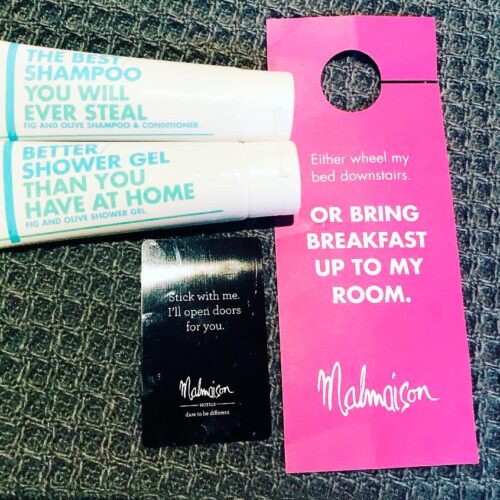 THE BEST
SHAMPOO
YOU WILL
EVER STEAL
FIG AND OLIVE SHAMPOO & CONDITIONER
BETTER
SHOWER GEL
THAN YOU
HAVE AT HOME
FIG AND OLIVE SHOWER GEL
Stick with me,
I'll open doors
for you.
Malmaison
HOTELS
dare to be different
Either wheel my
bed downstairs.
OR BRING
BREAKFAST
UP TO MY
ROOM.
Malmaison